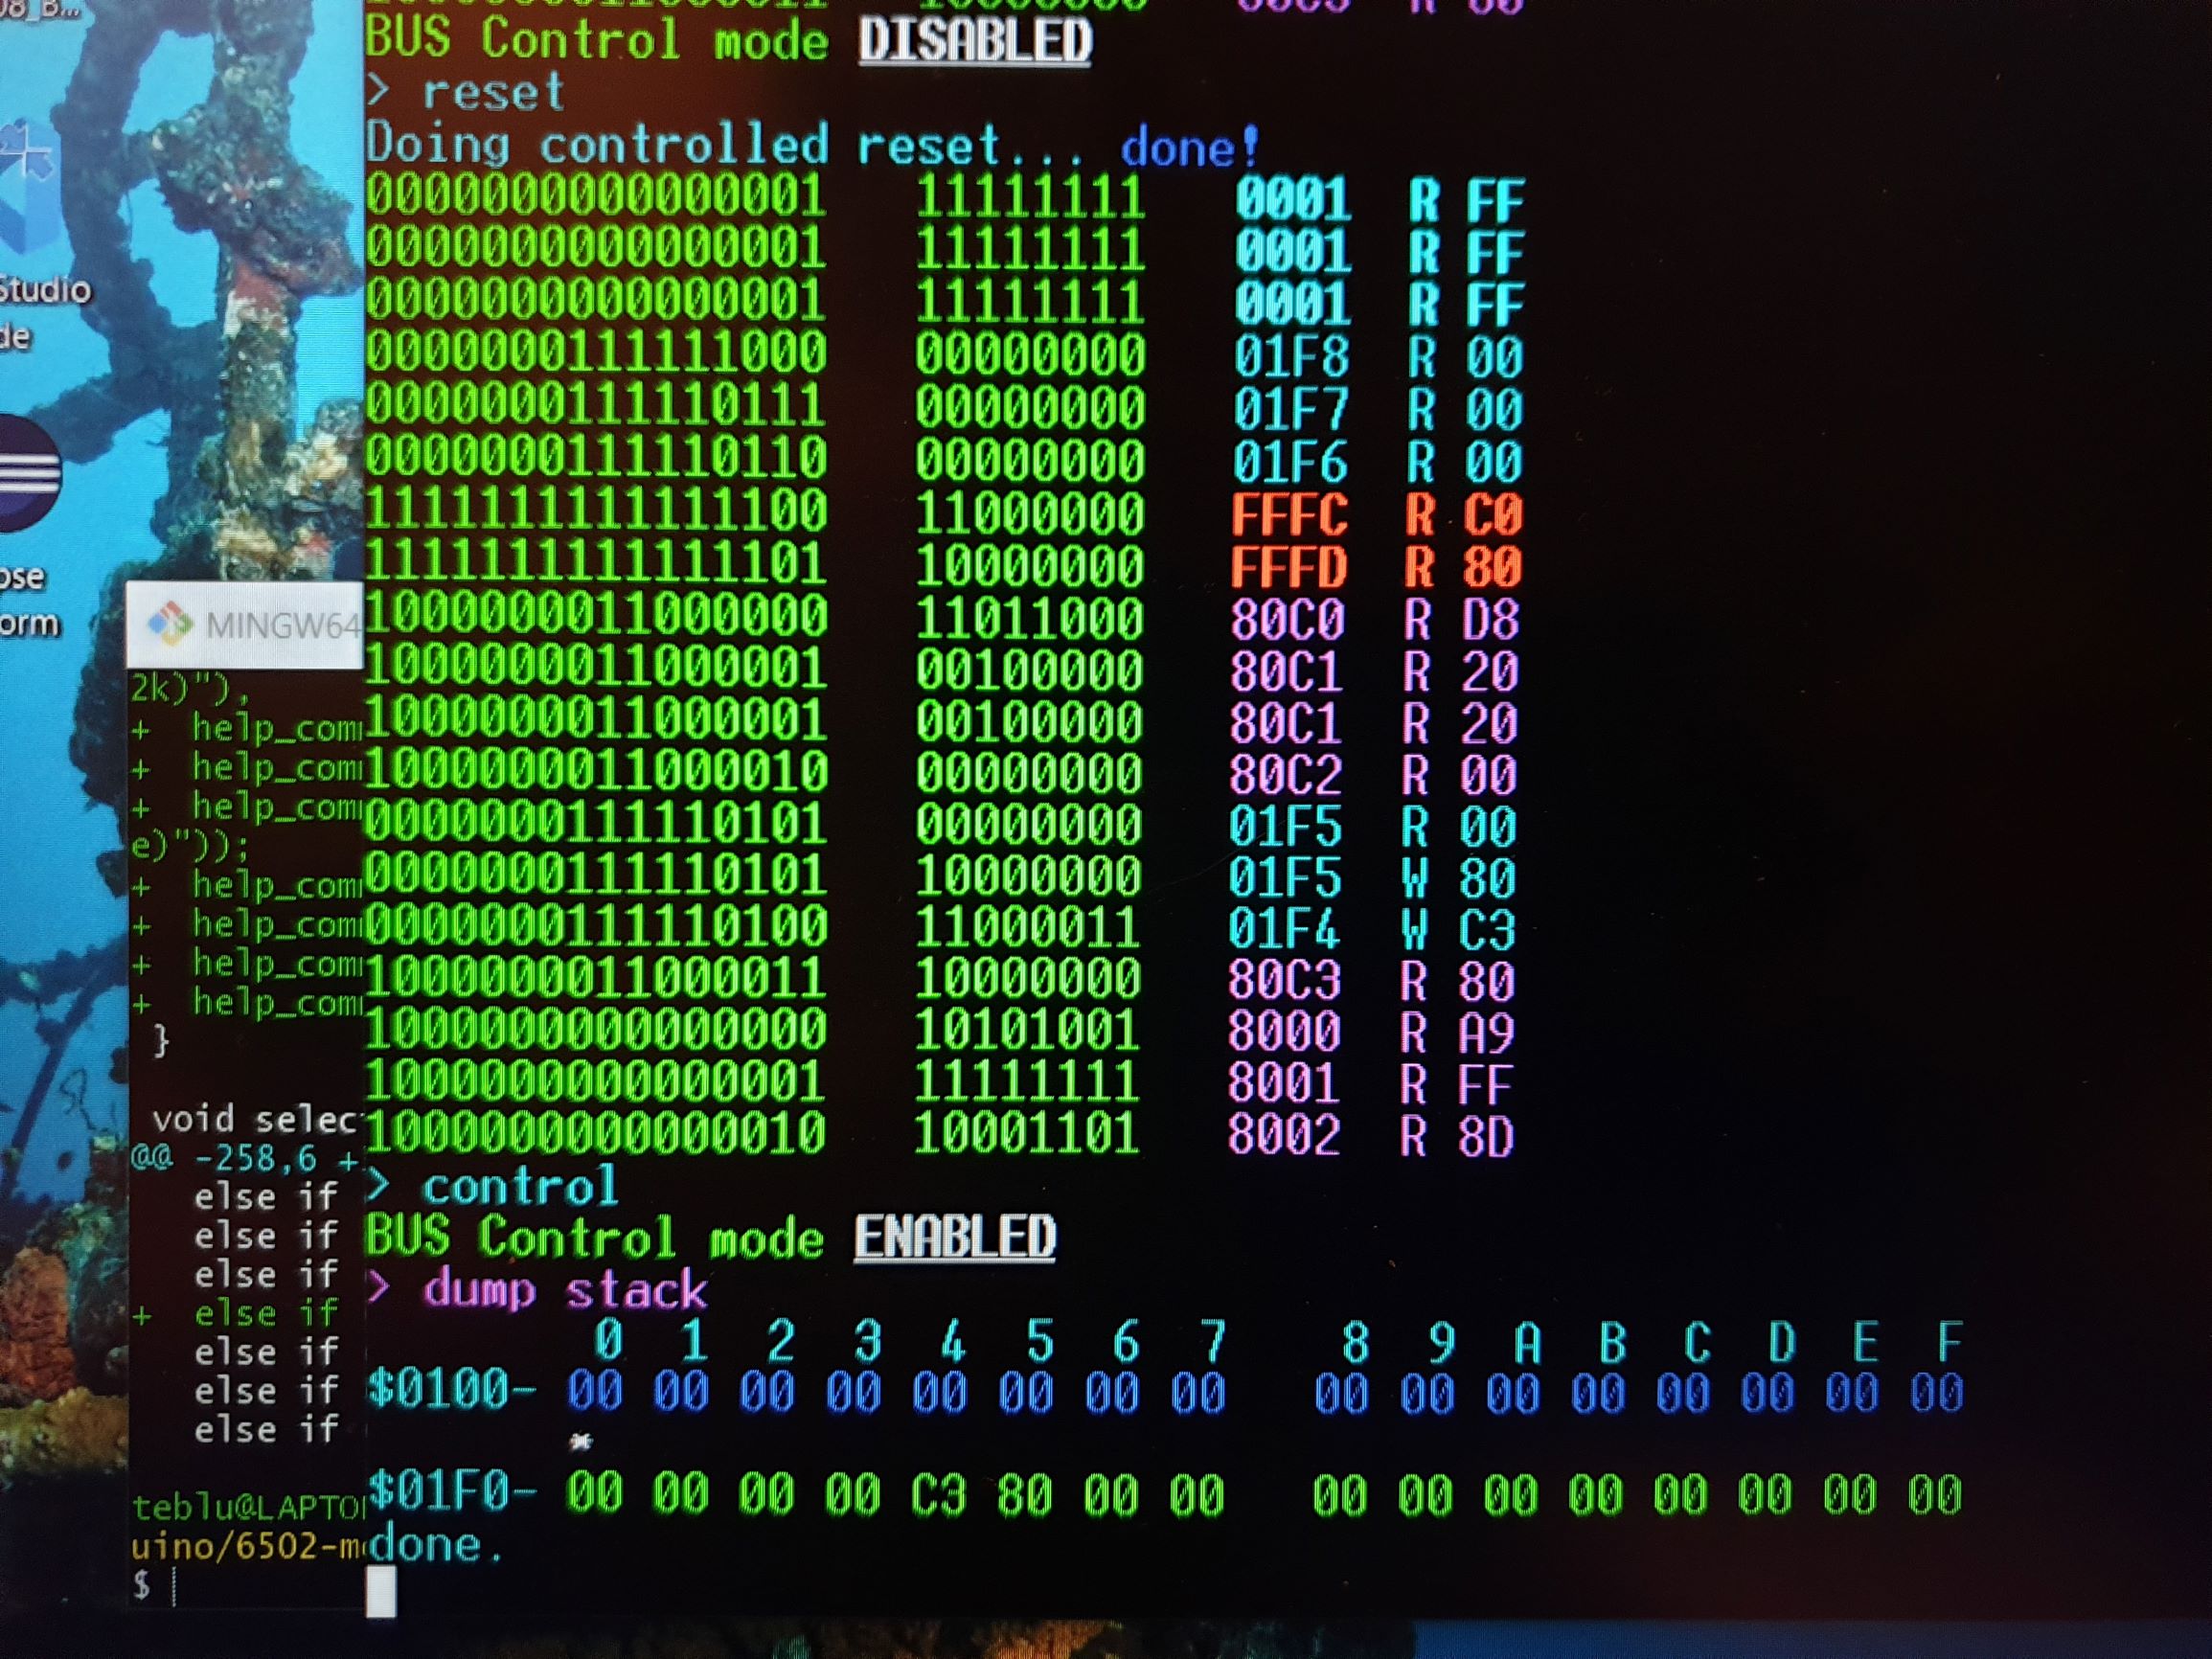 BUS Control mode DISABLED
> reset
Doing controlled reset... done!
0000000000000001 11111111 0001 R FF
0000000000000001 11111111 0001 R FF
0000000000000001 11111111 0001 R FF
0000000111111000 00000000 01F8 R 00
0000000111110111 00000000 01F7 R 00
0000000111110110 00000000 01F6 R 00
1111111111111100 11000000 FFFC R C0
1111111111111101 10000000 FFFD R 80
1000000011000000 11011000 80C0 R D8
1000000011000001 00100000 80C1 R 20
1000000011000001 00100000 80C1 R 20
1000000011000010 00000000 80C2 R 00
0000000111110101 00000000 01F5 R 00
0000000111110101 10000000 01F5 W 80
0000000111110100 11000011 01F4 W C3
1000000011000011 10000000 80C3 R 80
1000000000000000 10101001 8000 R A9
1000000000000001 11111111 8001 R FF
1000000000000010 10001101 8002 R 8D
> control
BUS Control mode ENABLED
> dump stack
0 1 2 3 4 5 6 7 8 9 A B C D E F
$0100- 00 00 00 00 00 00 00 00 00 00 00 00 00 00 00 00
*
$01F0- 00 00 00 00 C3 80 00 00 00 00 00 00 00 00 00 00
done.
Studio
MINGW64
2k)"),
+ help_com
+ help_com
+ help_com
e)"));
+ help_com
+ help_com
+ help_com
+ help_com
}
void selec
@@ -258,6 +
else if
else if
else if
+ else if
else if
else if
else if
teblu@LAPTO
uino/6502-m
$